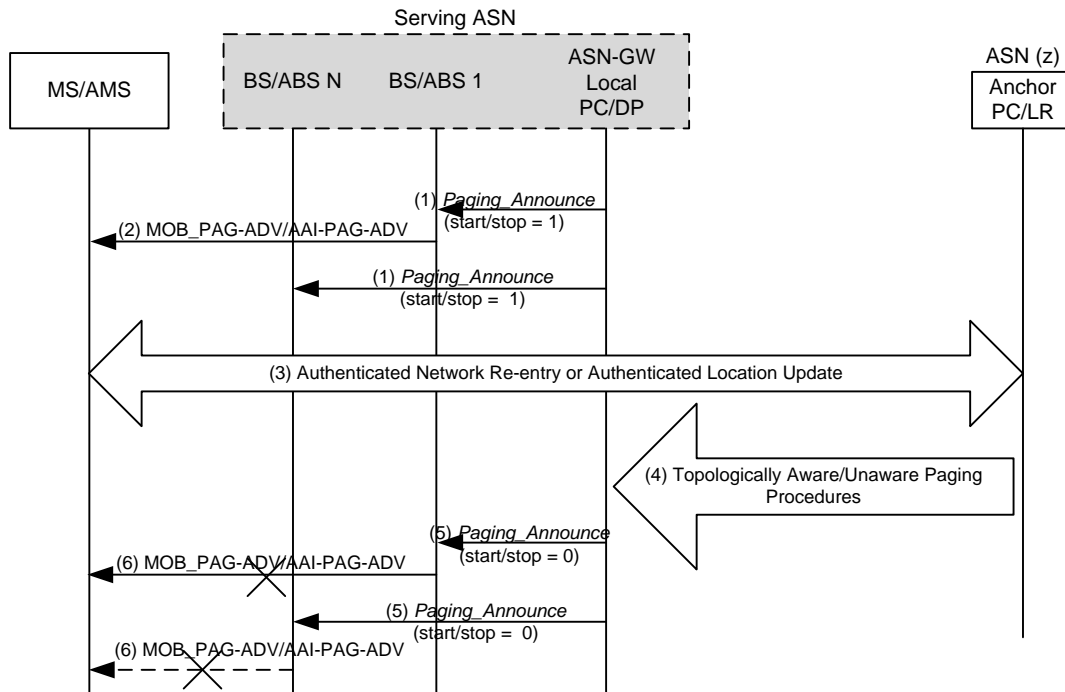 Serving ASN
MS/AMS
BS/ABS N
BS/ABS 1
ASN-GW
Local
PC/DP
ASN (z)
Anchor
PC/LR
(1) Paging_Announce
(start/stop = 1)
(2) MOB_PAG-ADV/AAI-PAG-ADV
(1) Paging_Announce
(start/stop = 1)
(3) Authenticated Network Re-entry or Authenticated Location Update
(4) Topologically Aware/Unaware Paging
Procedures
(5) Paging_Announce
(start/stop = 0)
(6) MOB_PAG-ADV/AAI-PAG-ADV
(5) Paging_Announce
(start/stop = 0)
(6) MOB_PAG-ADV/AAI-PAG-ADV